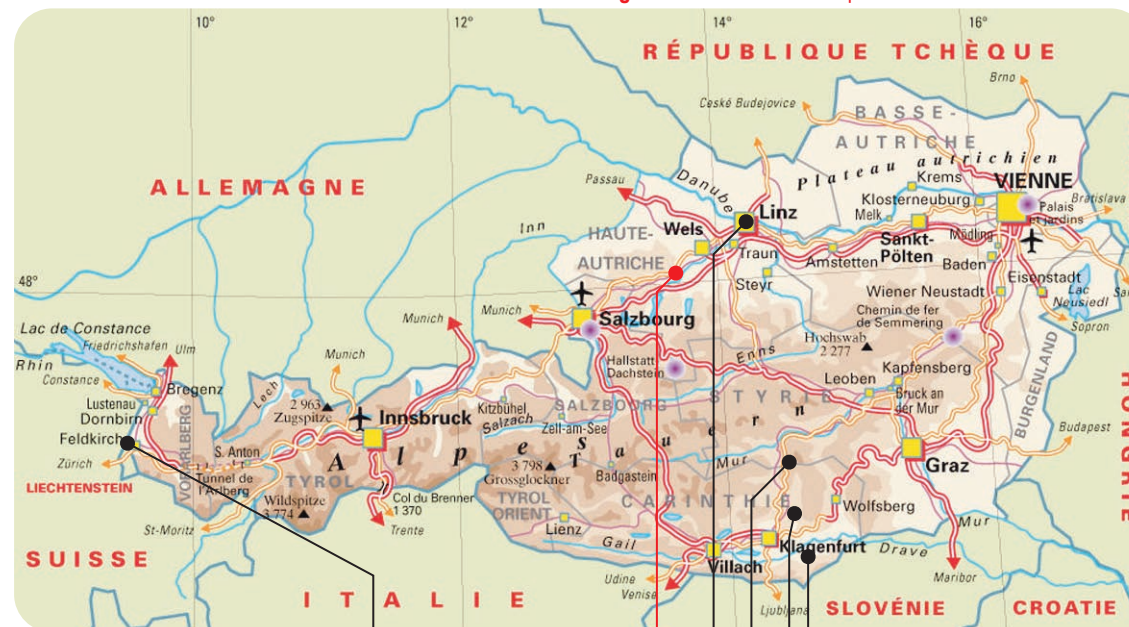 10°
12°
14°
16°
RÉPUBLIQUE TCHÈQUE
Brno
Ceské Budejovice
BASSE-
AUTRICHE
Plateau autrichien
ALLEMAGNE
Passau
Danube
Krems
VIENNE
Klosterneuburg
Palais
et jardins
Bratislava
Melk
Linz
Inn
HAUTE-
AUTRICHE
Wels
Sankt-
Pölten
Mödling
Traun
Amstetten
Baden
Steyr
Eisenstadt
48°
Wiener Neustadt
Lac
Neusiedl
Sopron
Munich
Munich
Salzbourg
Chemin de fer
de Semmering
Hochswab
2 277
Lac de Constance
Friedrichshafen
Ulm
Rhin
Constance
Munich
Enns
Hallstatt
Dachstein
Kapfensberg
Leoben
Bruck an
der Mur
BURGENLAND
Bregenz
Lustenau
Dornbirn
Lech
2 963
Zugspitze
Innsbruck
Kitzbühel
Salzach
SALZBOURG
Zell-am-See
STYRIE
HONGRIE
Feldkirch
Zürich
VORARLBERG
S. Anton
Tunnel de
l'Arlberg
TYROL
Alpes
Tauern
3 798
Grossglockner
Badgastein
Mur
Graz
Budapest
LIECHTENSTEIN
Wildspitze
3 774
Col du Brenner
1 370
TYROL
ORIENT
CARINTHIE
Wolfsberg
St-Moritz
Trente
Lienz
Gail
Klagenfurt
Drave
Mur
SUISSE
Villach
Udine
Venise
Maribor
ITALIE
Ljubljana
SLOVÉNIE
CROATIE